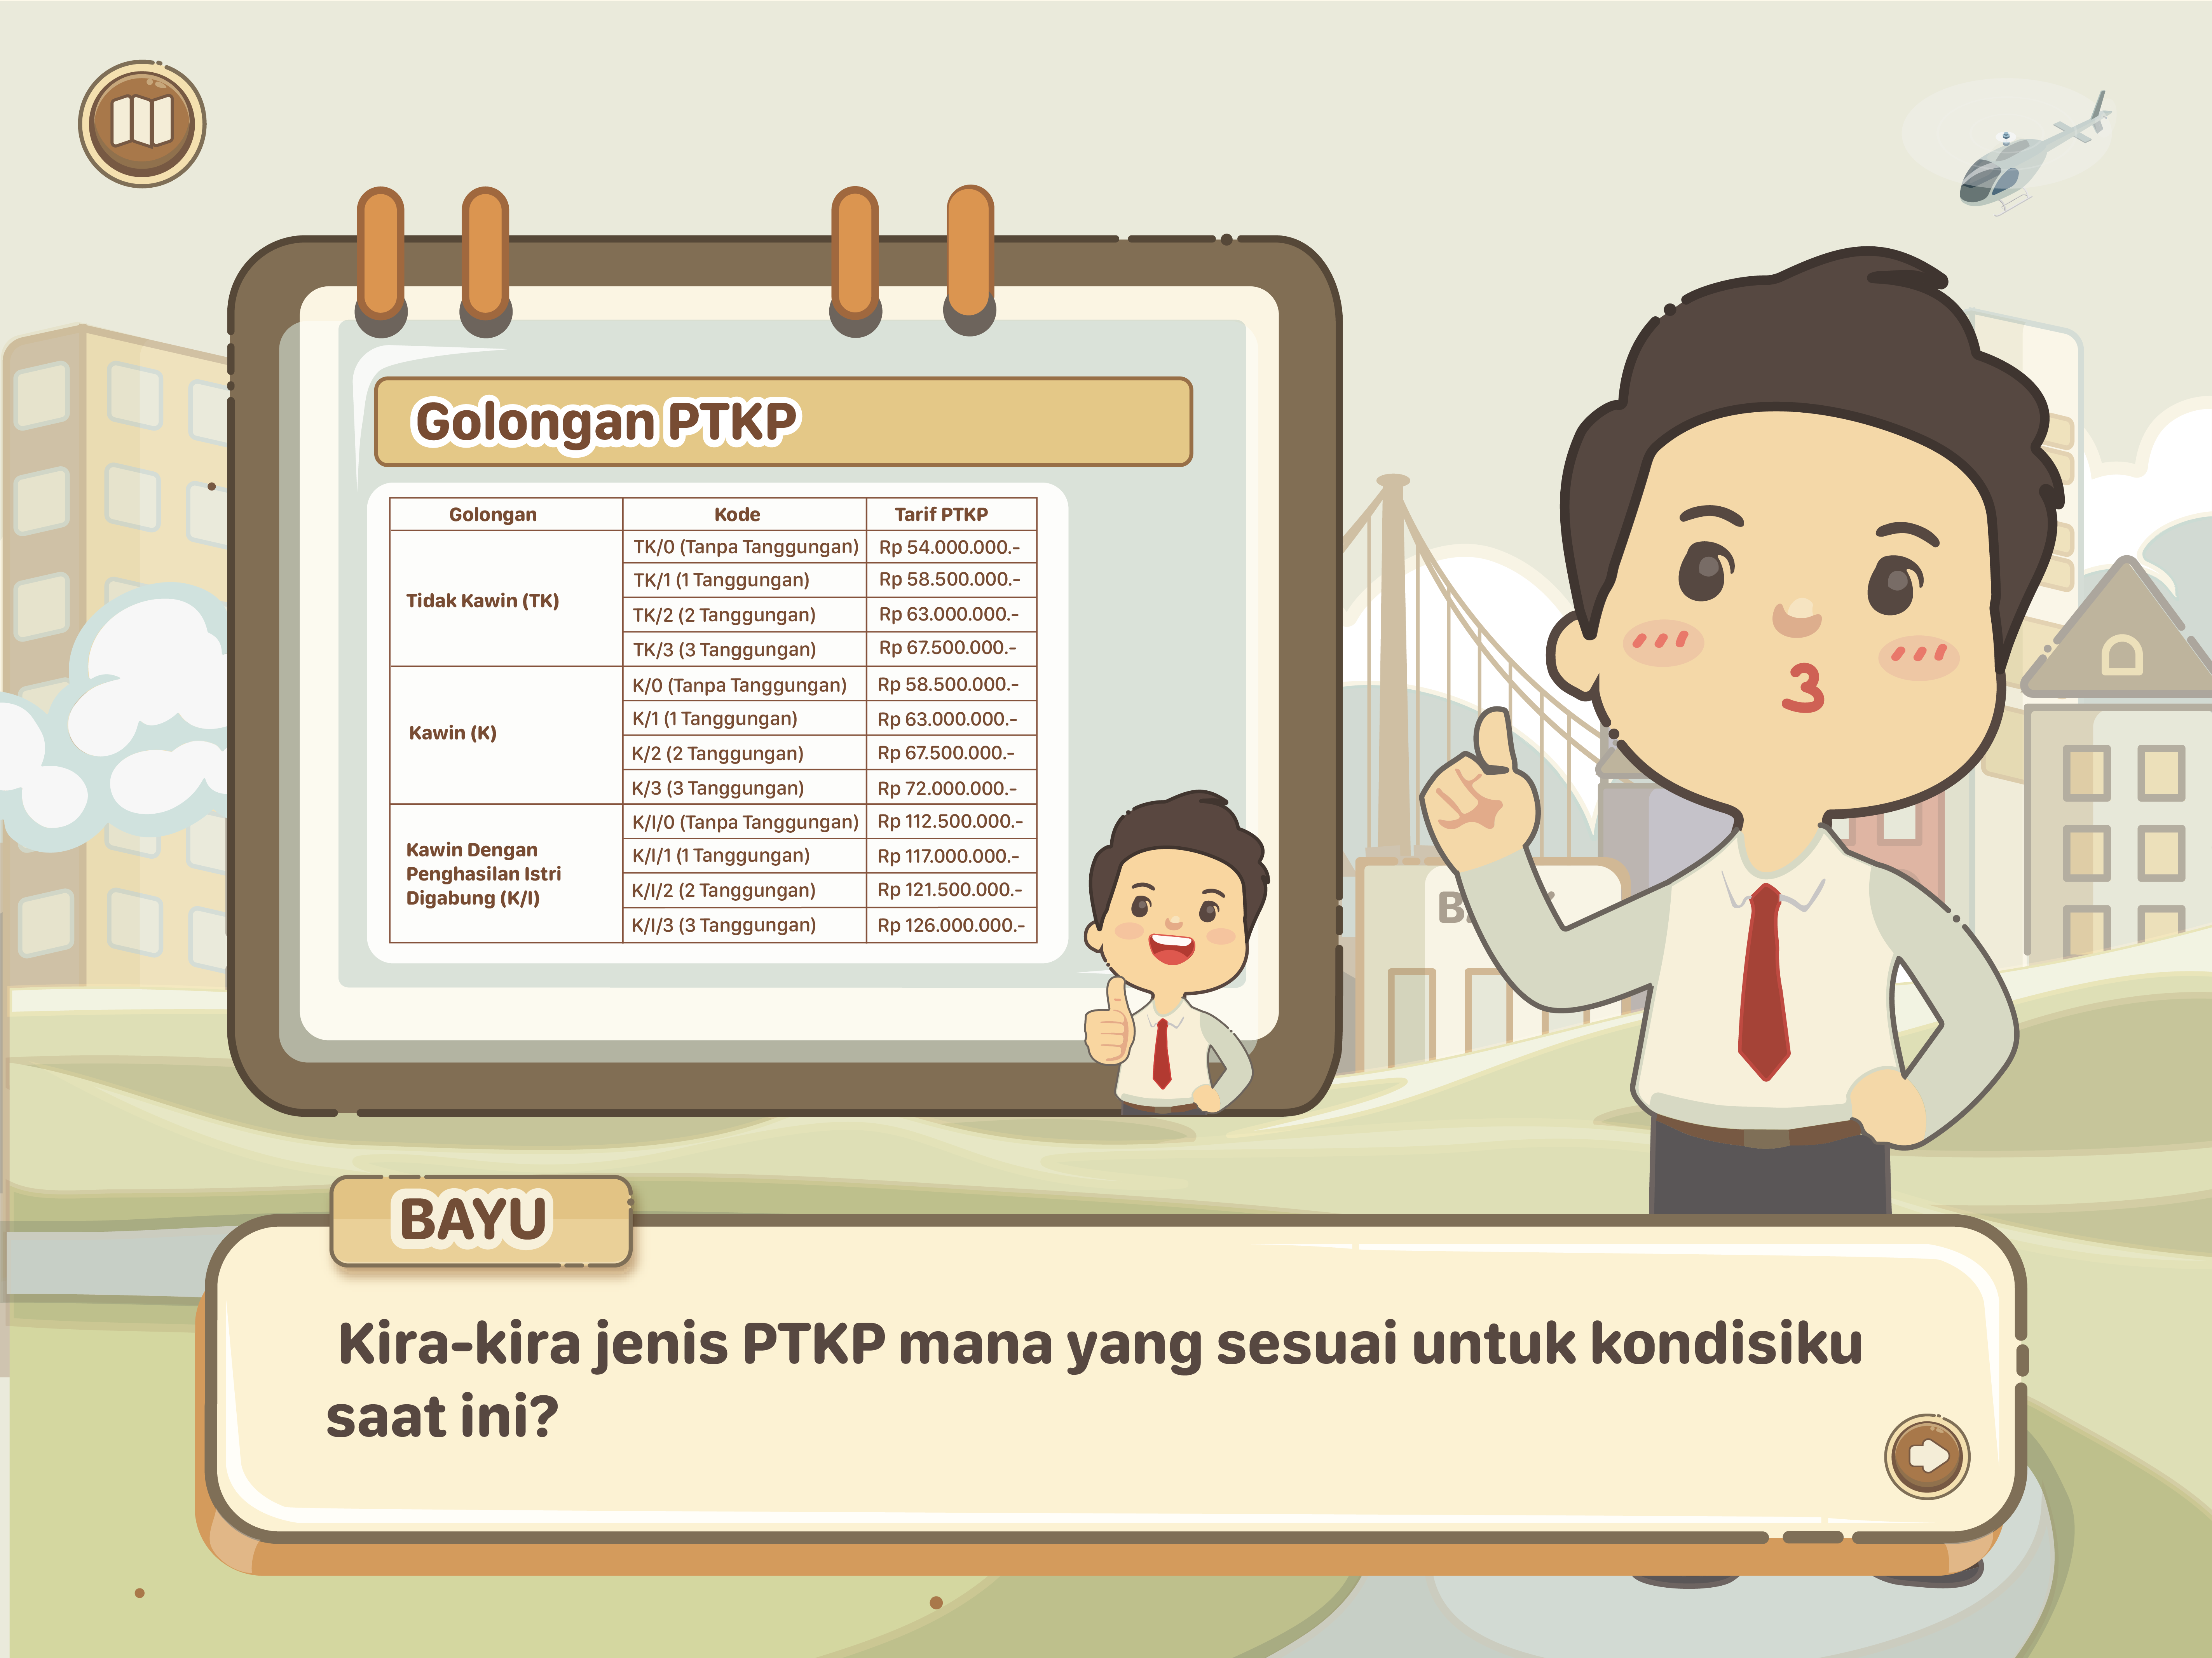 Golongan PTKP
Golongan Kode Tarif PTKP
Tidak Kawin (TK)
TK/0 (Tanpa Tanggungan) Rp 54.000.000.-
TK/1 (1 Tanggungan) Rp 58.500.000.-
TK/2 (2 Tanggungan) Rp 63.000.000.-
TK/3 (3 Tanggungan) Rp 67.500.000.-
Kawin (K)
K/0 (Tanpa Tanggungan) Rp 58.500.000.-
K/1 (1 Tanggungan) Rp 63.000.000.-
K/2 (2 Tanggungan) Rp 67.500.000.-
K/3 (3 Tanggungan) Rp 72.000.000.-
Kawin Dengan
Penghasilan Istri
Digabung (K/I)
K/I/0 (Tanpa Tanggungan) Rp 112.500.000.-
K/I/1 (1 Tanggungan) Rp 117.000.000.-
K/I/2 (2 Tanggungan) Rp 121.500.000.-
K/I/3 (3 Tanggungan) Rp 126.000.000.-
BAYU
Kira-kira jenis PTKP mana yang sesuai untuk kondisiku
saat ini?